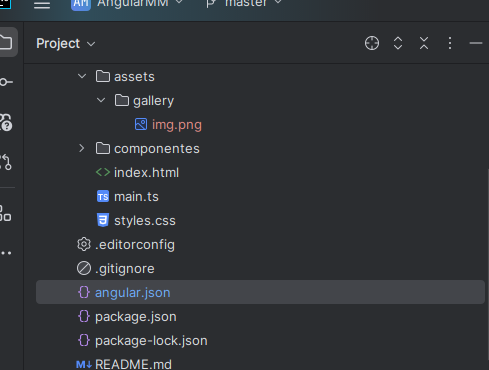 AM AngularMM master
Project
assets
gallery
img.png
componentes
<> index.html
TS main.ts
styles.css
.editorconfig
.gitignore
{} angular.json
{} package.json
{} package-lock.json
M↓ README.md